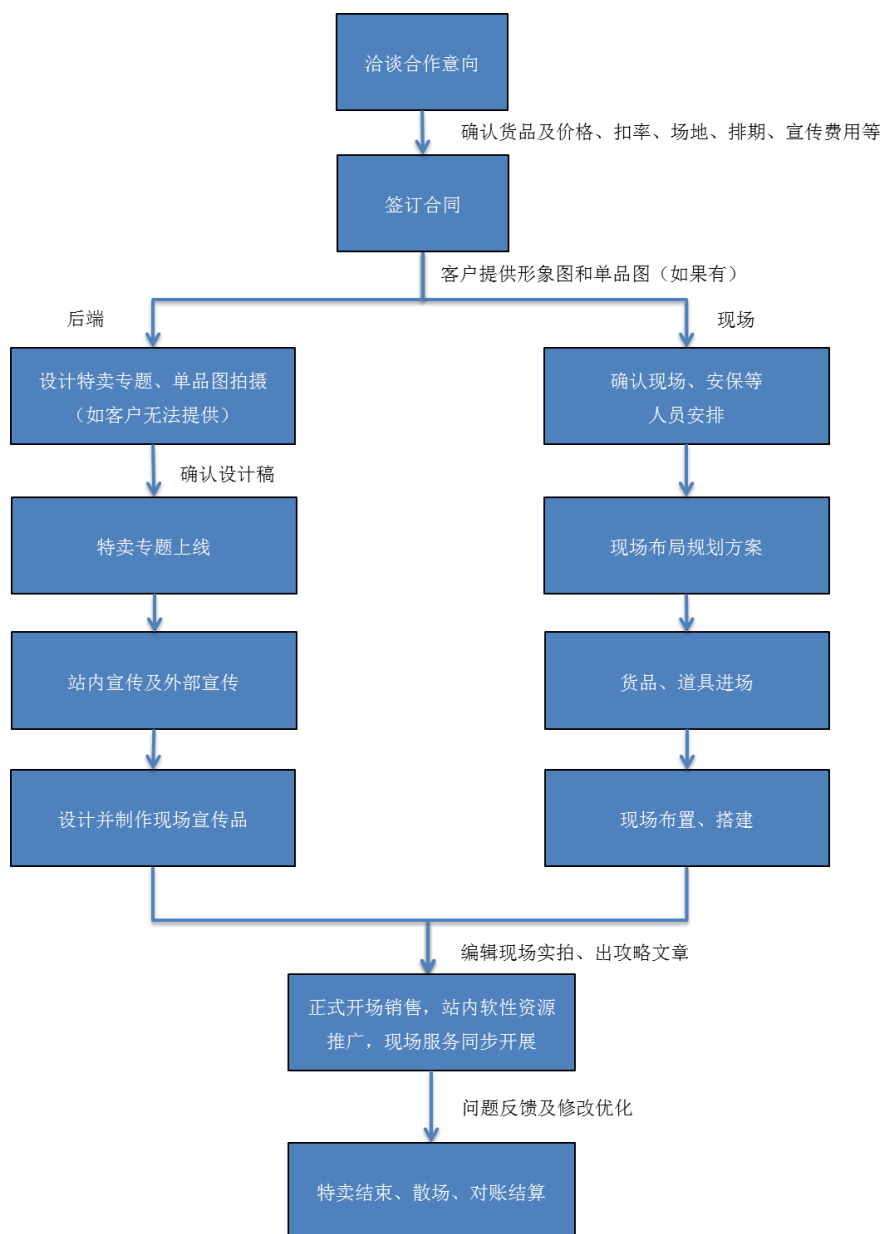 洽谈合作意向
确认货品及价格、扣率、场地、排期、宣传费用等
签订合同
客户提供形象图和单品图（如果有）
后端
现场
设计特卖专题、单品图拍摄
（如客户无法提供）
确认现场、安保等
人员安排
确认设计稿
特卖专题上线
现场布局规划方案
站内宣传及外部宣传
货品、道具进场
设计并制作现场宣传品
现场布置、搭建
编辑现场实拍、出攻略文章
正式开场销售，站内软性资源
推广，现场服务同步开展
问题反馈及修改优化
特卖结束、散场、对账结算